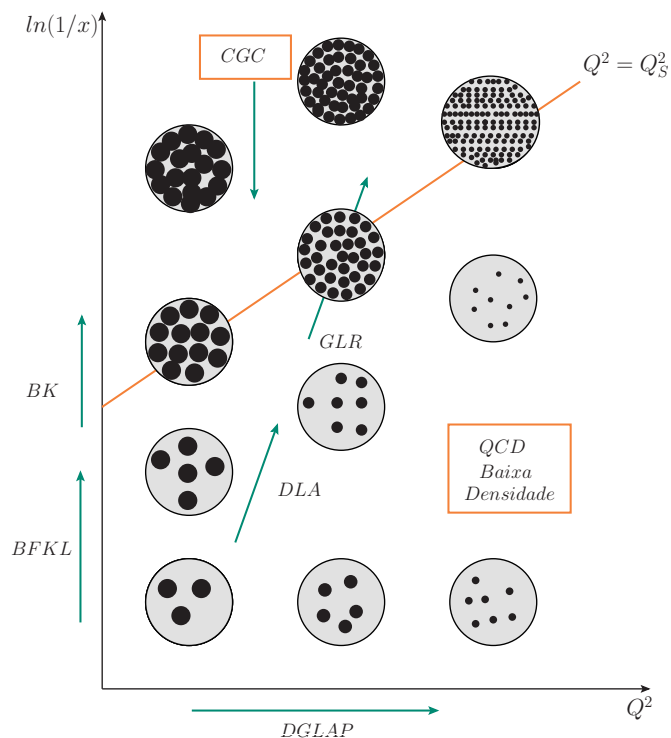 ln(1/x)
CGC
Q² = Q²_S
GLR
BK
QCD
Baixa
Densidade
DLA
BFKL
Q²
DGLAP